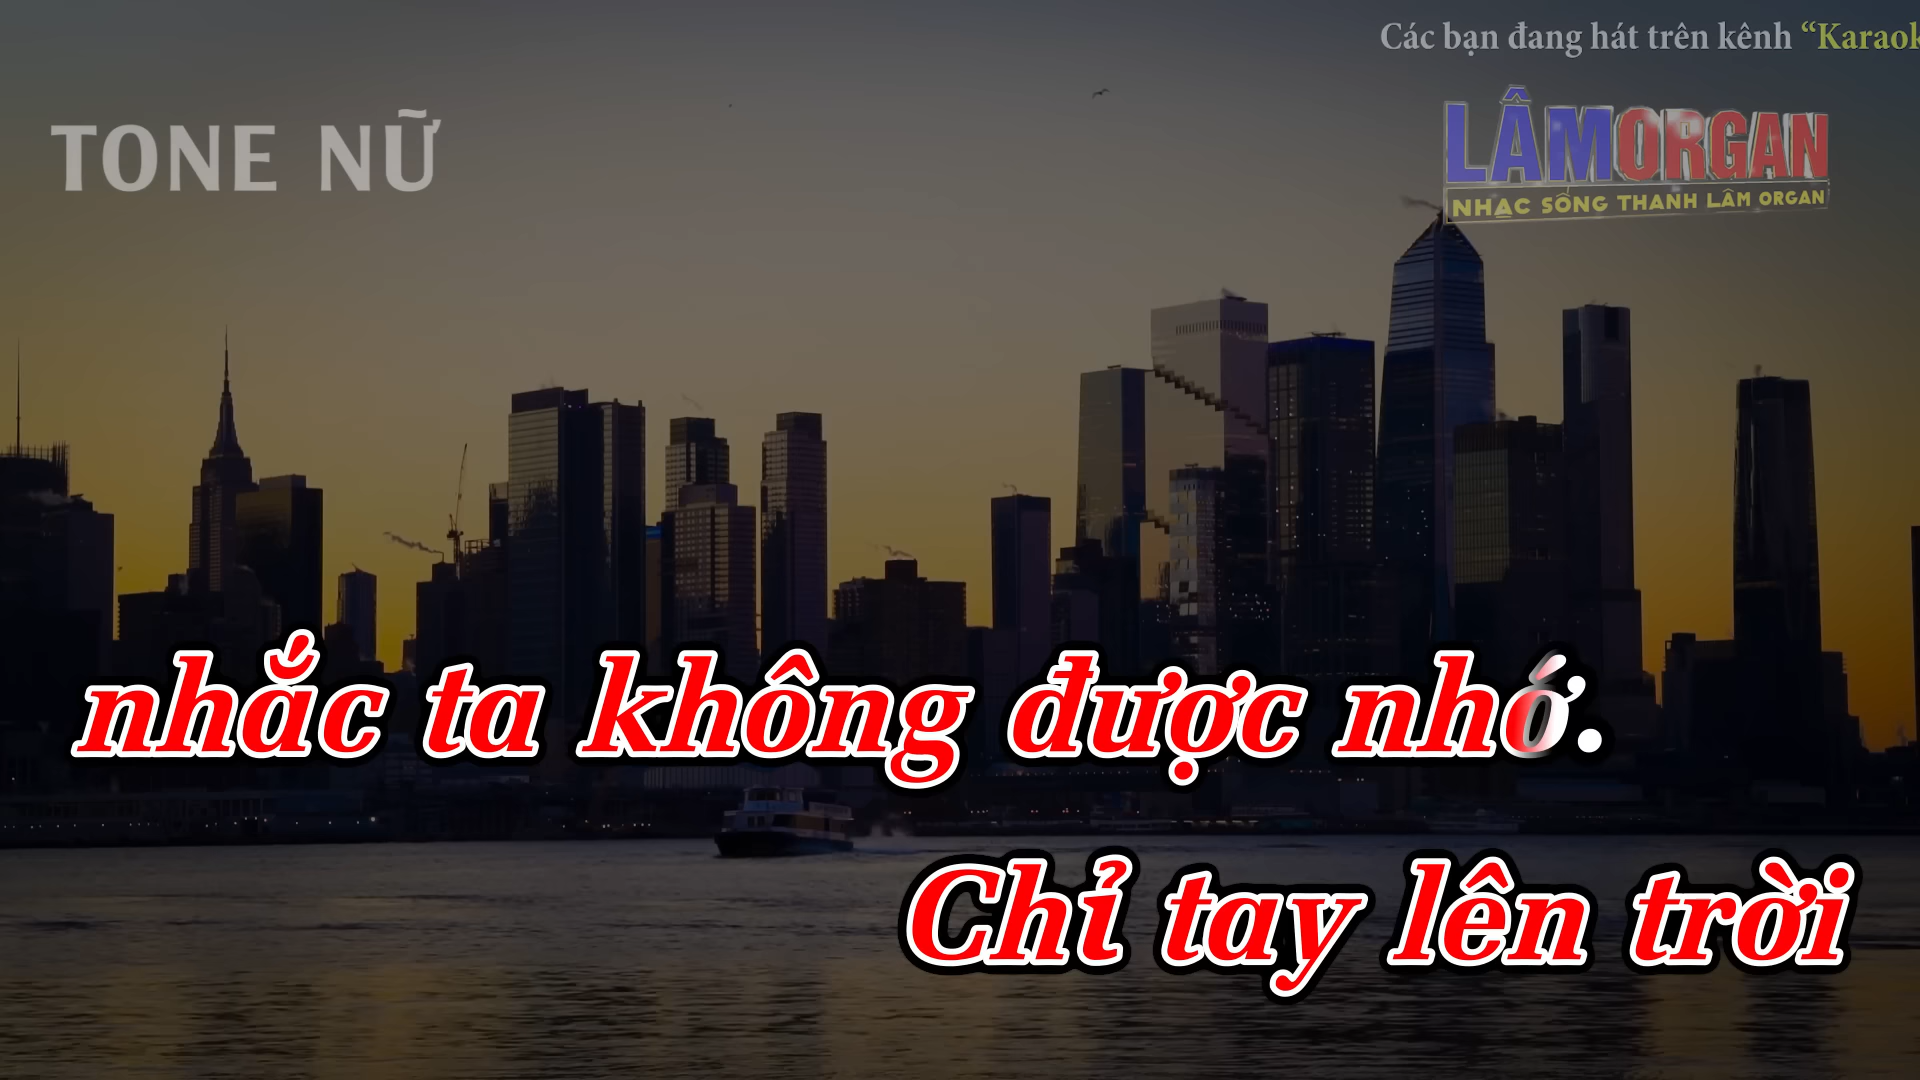 Các bạn đang hát trên kênh “Karaok
TONE NỮ
LÂMORGAN
NHẠC SỐNG THANH LÂM ORGAN
nhắc ta không được nhớ.
Chỉ tay lên trời